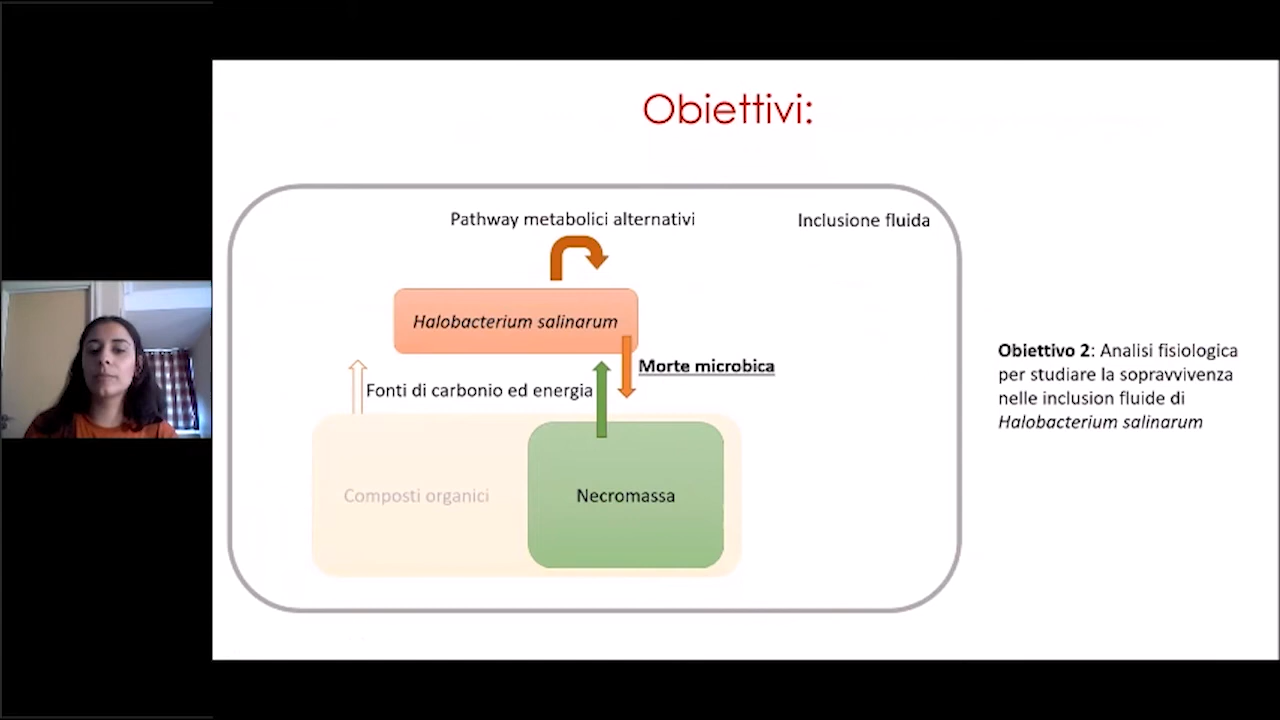 Obiettivi:
Pathway metabolici alternativi
Inclusione fluida
Halobacterium salinarum
Morte microbica
Fonti di carbonio ed energia
Composti organici
Necromassa
Obiettivo 2: Analisi fisiologica
per studiare la sopravvivenza
nelle inclusion fluide di
Halobacterium salinarum